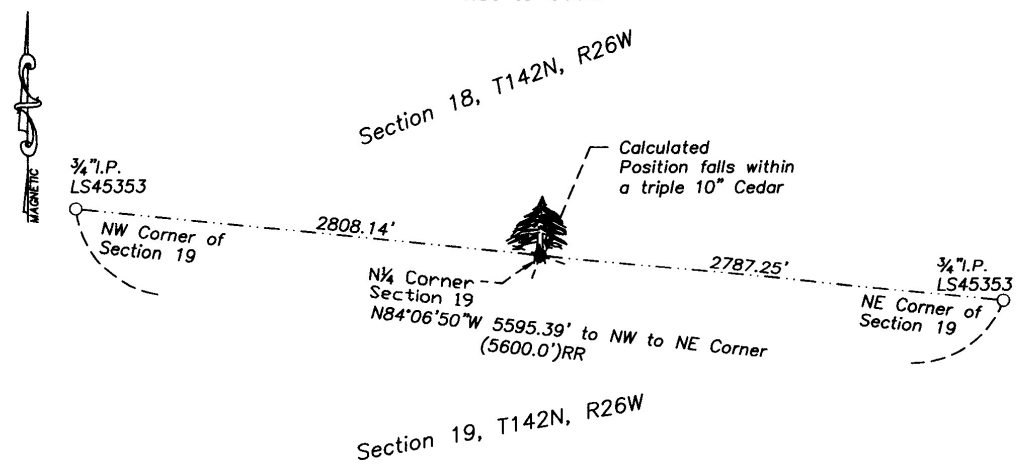 Section 18, T142N, R26W
MAGNETIC
¾"I.P.
LS45353
NW Corner of
Section 19
2808.14'
Calculated
Position falls within
a triple 10" Cedar
2787.25'
¾"I.P.
LS45353
NE Corner of
Section 19
N¼ Corner
Section 19
N84°06'50"W 5595.39' to NW to NE Corner
(5600.0')RR
Section 19, T142N, R26W